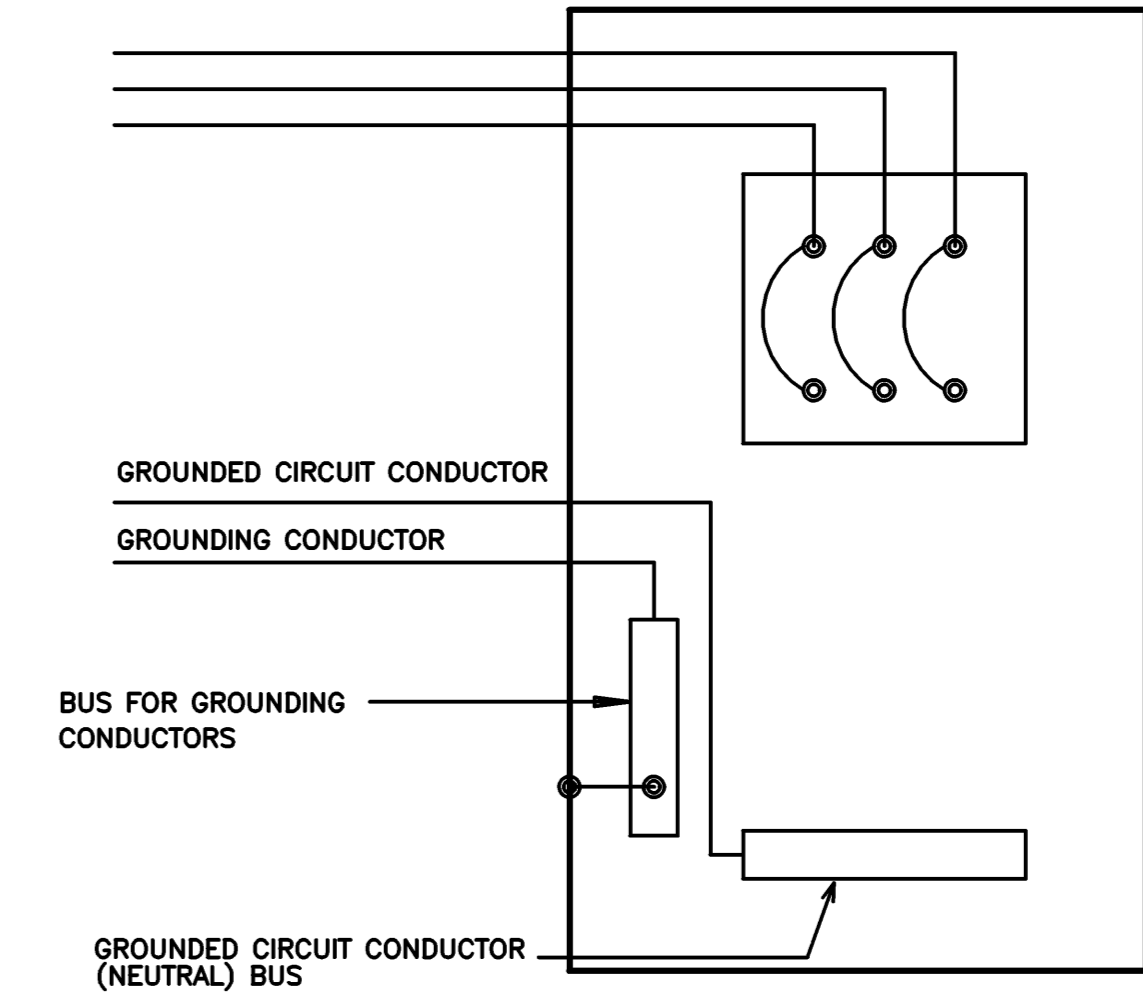 GROUNDED CIRCUIT CONDUCTOR
GROUNDING CONDUCTOR
BUS FOR GROUNDING
CONDUCTORS
GROUNDED CIRCUIT CONDUCTOR
(NEUTRAL) BUS